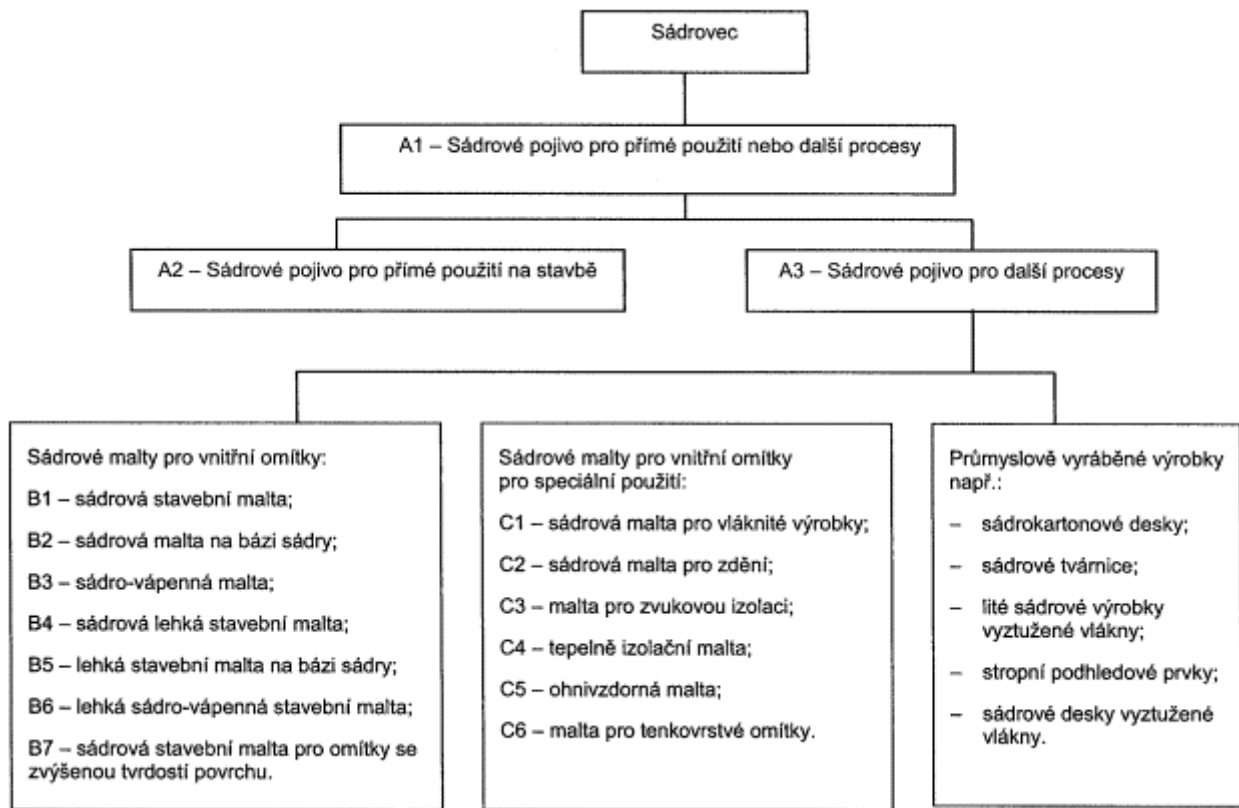 Sádrovec
A1 – Sádrové pojivo pro přímé použití nebo další procesy
A2 – Sádrové pojivo pro přímé použití na stavbě
A3 – Sádrové pojivo pro další procesy
Sádrové malty pro vnitřní omítky:
B1 – sádrová stavební malta;
B2 – sádrová malta na bázi sádry;
B3 – sádro-vápenná malta;
B4 – sádrová lehká stavební malta;
B5 – lehká stavební malta na bázi sádry;
B6 – lehká sádro-vápenná stavební malta;
B7 – sádrová stavební malta pro omítky se
zvýšenou tvrdostí povrchu.
Sádrové malty pro vnitřní omítky
pro speciální použití:
C1 – sádrová malta pro vláknité výrobky;
C2 – sádrová malta pro zdění;
C3 – malta pro zvukovou izolaci;
C4 – tepelně izolační malta;
C5 – ohnivzdorná malta;
C6 – malta pro tenkovrstvé omítky.
Průmyslově vyráběné výrobky
např.:
– sádrokartonové desky;
– sádrové tvárnice;
– lité sádrové výrobky
vyztužené vlákny;
– stropní podhledové prvky;
– sádrové desky vyztužené
vlákny.